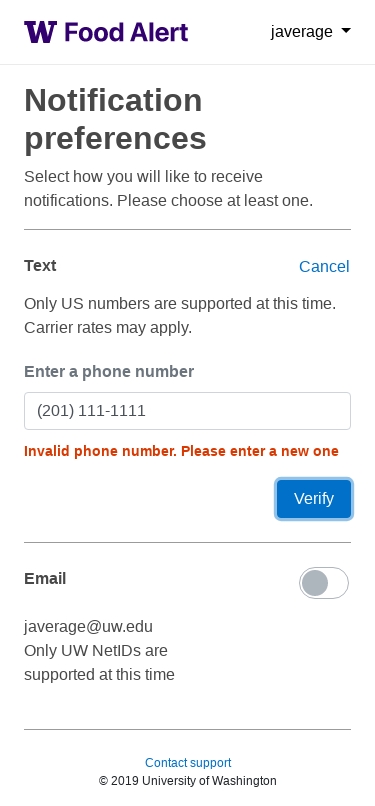 W Food Alert
javerage
Notification
preferences
Select how you will like to receive
notifications. Please choose at least one.
Text
Cancel
Only US numbers are supported at this time.
Carrier rates may apply.
Enter a phone number
(201) 111-1111
Invalid phone number. Please enter a new one
Verify
Email
javerage@uw.edu
Only UW NetIDs are
supported at this time
Contact support
© 2019 University of Washington